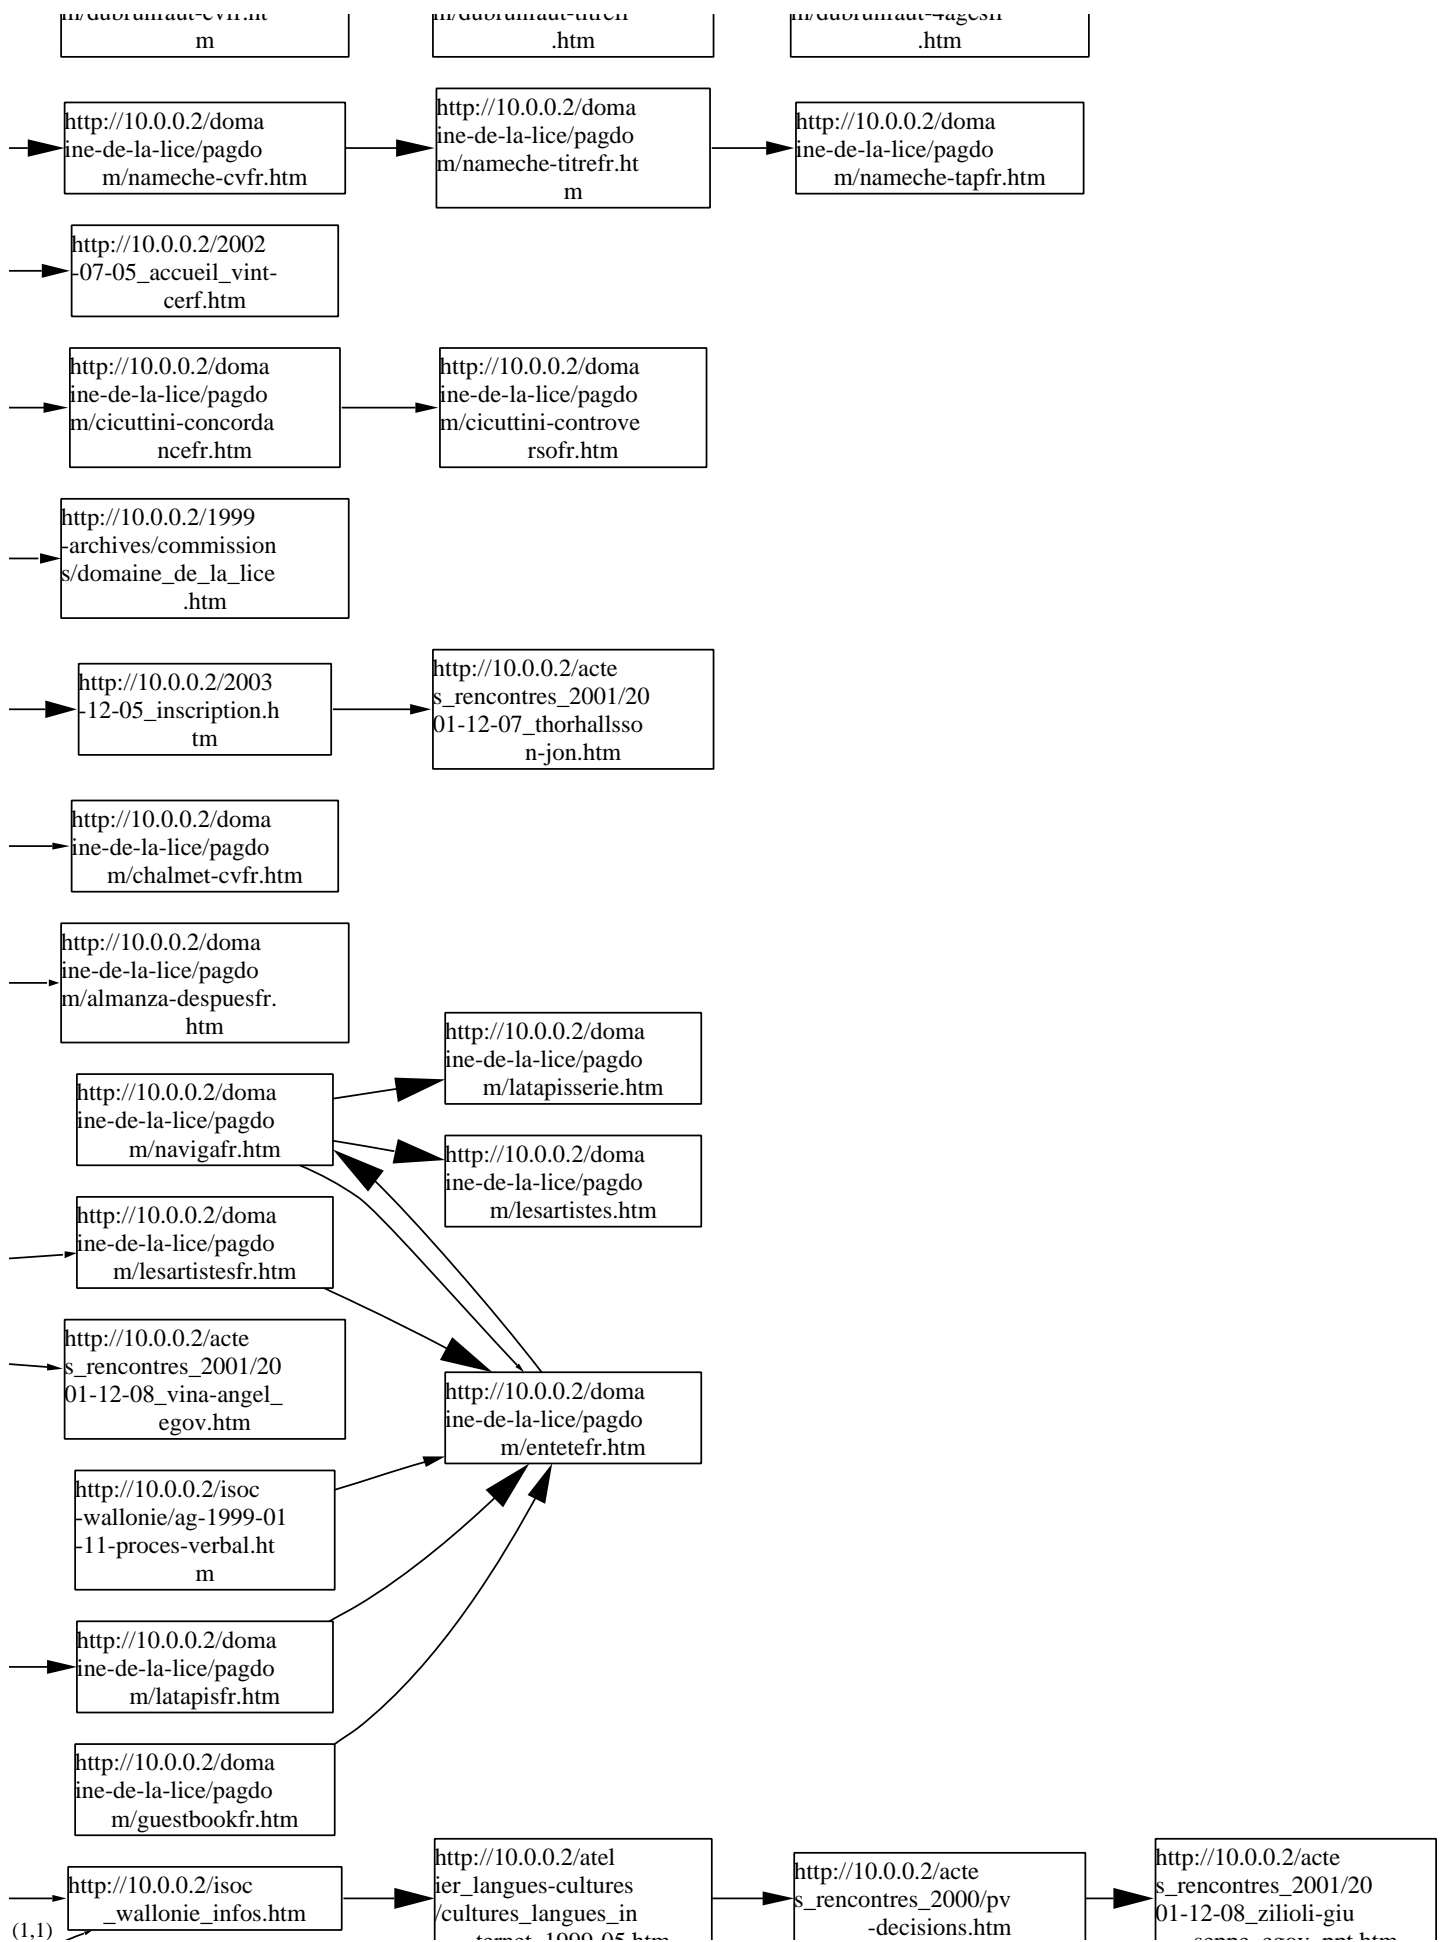 m
.htm
.htm
http://10.0.0.2/doma
ine-de-la-lice/pagdo
m/nameche-cvfr.htm
http://10.0.0.2/doma
ine-de-la-lice/pagdo
m/nameche-titrefr.ht
m
http://10.0.0.2/doma
ine-de-la-lice/pagdo
m/nameche-tapfr.htm
http://10.0.0.2/2002
-07-05_accueil_vint-
cerf.htm
http://10.0.0.2/doma
ine-de-la-lice/pagdo
m/cicuttini-concorda
ncefr.htm
http://10.0.0.2/doma
ine-de-la-lice/pagdo
m/cicuttini-controve
rsofr.htm
http://10.0.0.2/1999
-archives/commission
s/domaine_de_la_lice
.htm
http://10.0.0.2/2003
-12-05_inscription.h
tm
http://10.0.0.2/acte
s_rencontres_2001/20
01-12-07_thorhallsso
n-jon.htm
http://10.0.0.2/doma
ine-de-la-lice/pagdo
m/chalmet-cvfr.htm
http://10.0.0.2/doma
ine-de-la-lice/pagdo
m/almanza-despuesfr.
htm
http://10.0.0.2/doma
ine-de-la-lice/pagdo
m/latapisserie.htm
http://10.0.0.2/doma
ine-de-la-lice/pagdo
m/navigafr.htm
http://10.0.0.2/doma
ine-de-la-lice/pagdo
m/lesartistes.htm
http://10.0.0.2/doma
ine-de-la-lice/pagdo
m/lesartistesfr.htm
http://10.0.0.2/acte
s_rencontres_2001/20
01-12-08_vina-angel_
egov.htm
http://10.0.0.2/doma
ine-de-la-lice/pagdo
m/entetefr.htm
http://10.0.0.2/isoc
-wallonie/ag-1999-01
-11-proces-verbal.ht
m
http://10.0.0.2/doma
ine-de-la-lice/pagdo
m/latapisfr.htm
http://10.0.0.2/doma
ine-de-la-lice/pagdo
m/guestbookfr.htm
http://10.0.0.2/isoc
_wallonie_infos.htm
(1,1)
http://10.0.0.2/atel
ier_langues-cultures
/cultures_langues_in
ternet_1999-05.htm
http://10.0.0.2/acte
s_rencontres_2000/pv
-decisions.htm
http://10.0.0.2/acte
s_rencontres_2001/20
01-12-08_zilioli-giu
seppe_egov_ppt.htm